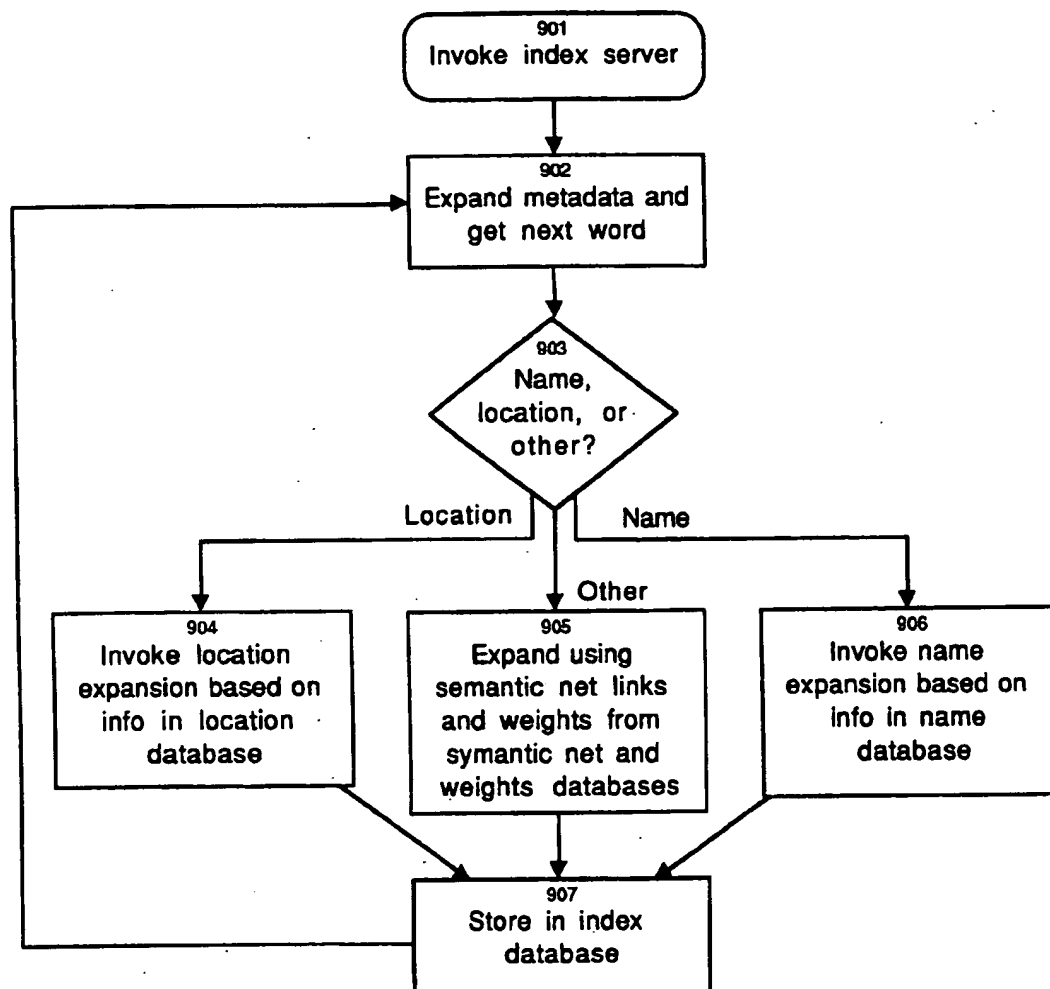 901
Invoke index server
902
Expand metadata and
get next word
903
Name,
location, or
other?
Location
Name
Other
904
Invoke location
expansion based on
info in location
database
905
Expand using
semantic net links
and weights from
symantic net and
weights databases
906
Invoke name
expansion based on
info in name
database
907
Store in index
database